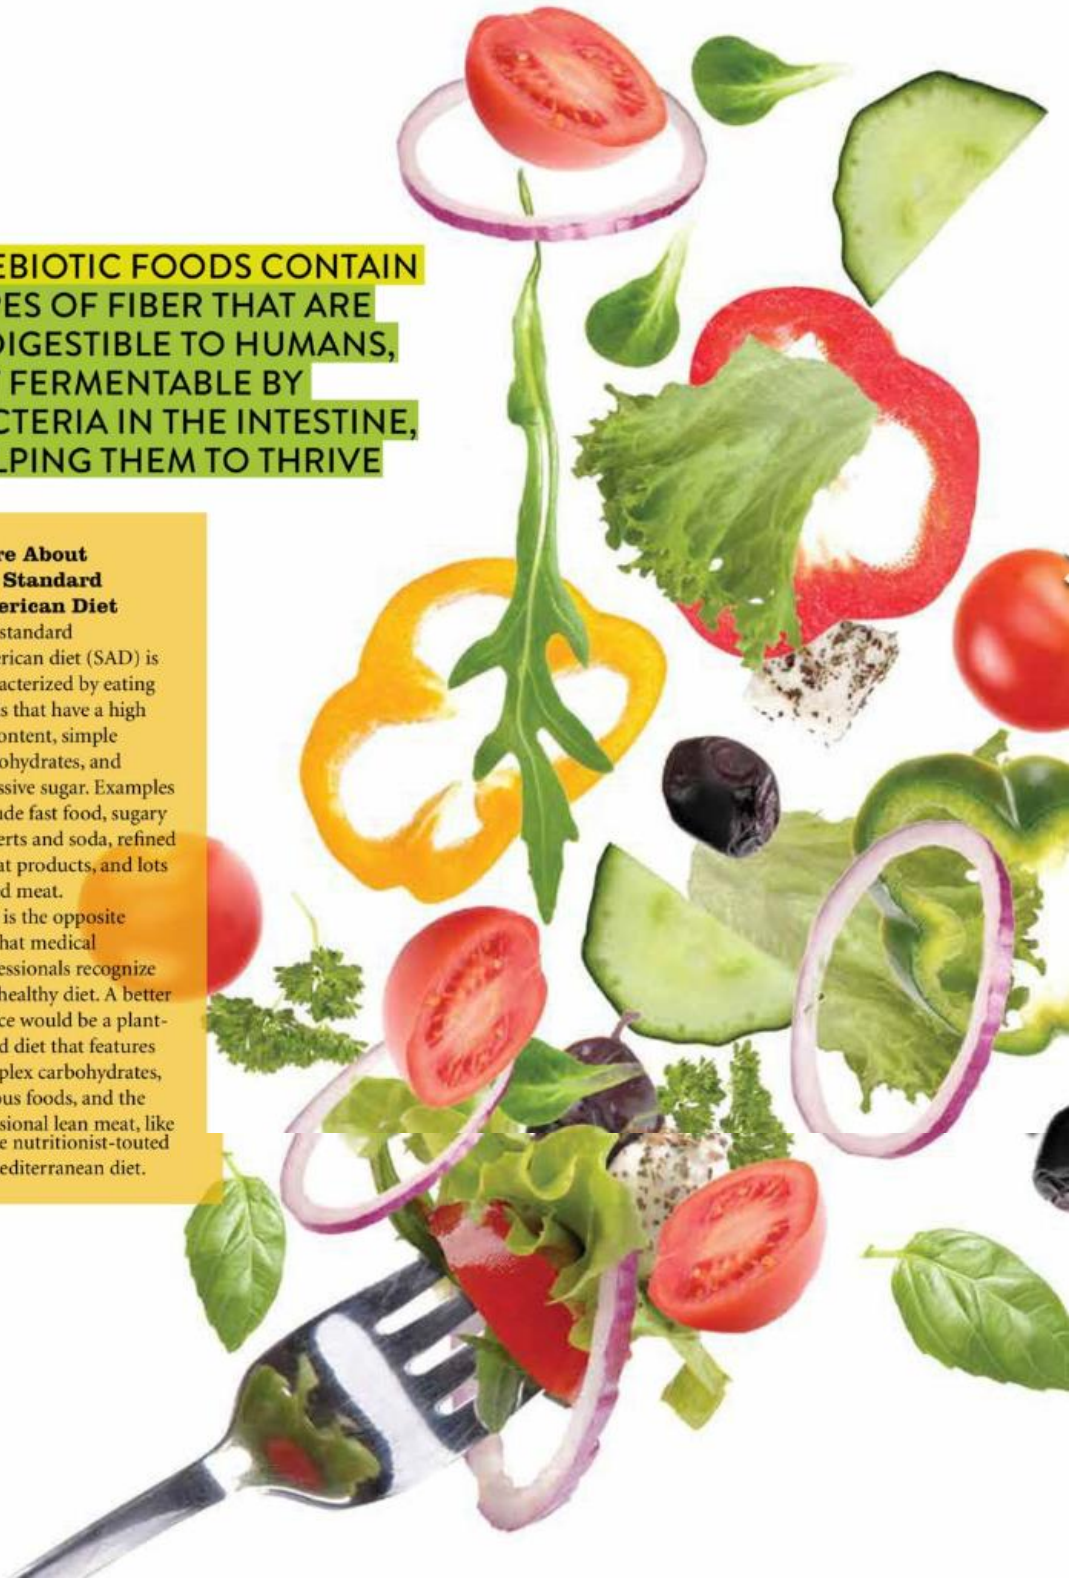 EBIOTIC FOODS CONTAIN
PES OF FIBER THAT ARE
DIGESTIBLE TO HUMANS,
T FERMENTABLE BY
CTERIA IN THE INTESTINE,
LPING THEM TO THRIVE
re About
Standard
erican Diet
standard
rican diet (SAD) is
acterized by eating
s that have a high
ontent, simple
ohydrates, and
ssive sugar. Examples
ude fast food, sugary
erts and soda, refined
at products, and lots
d meat.
is the opposite
hat medical
essionals recognize
healthy diet. A better
ce would be a plant-
d diet that features
plex carbohydrates,
ous foods, and the
sional lean meat, like
e nutritionist-touted
editerranean diet.